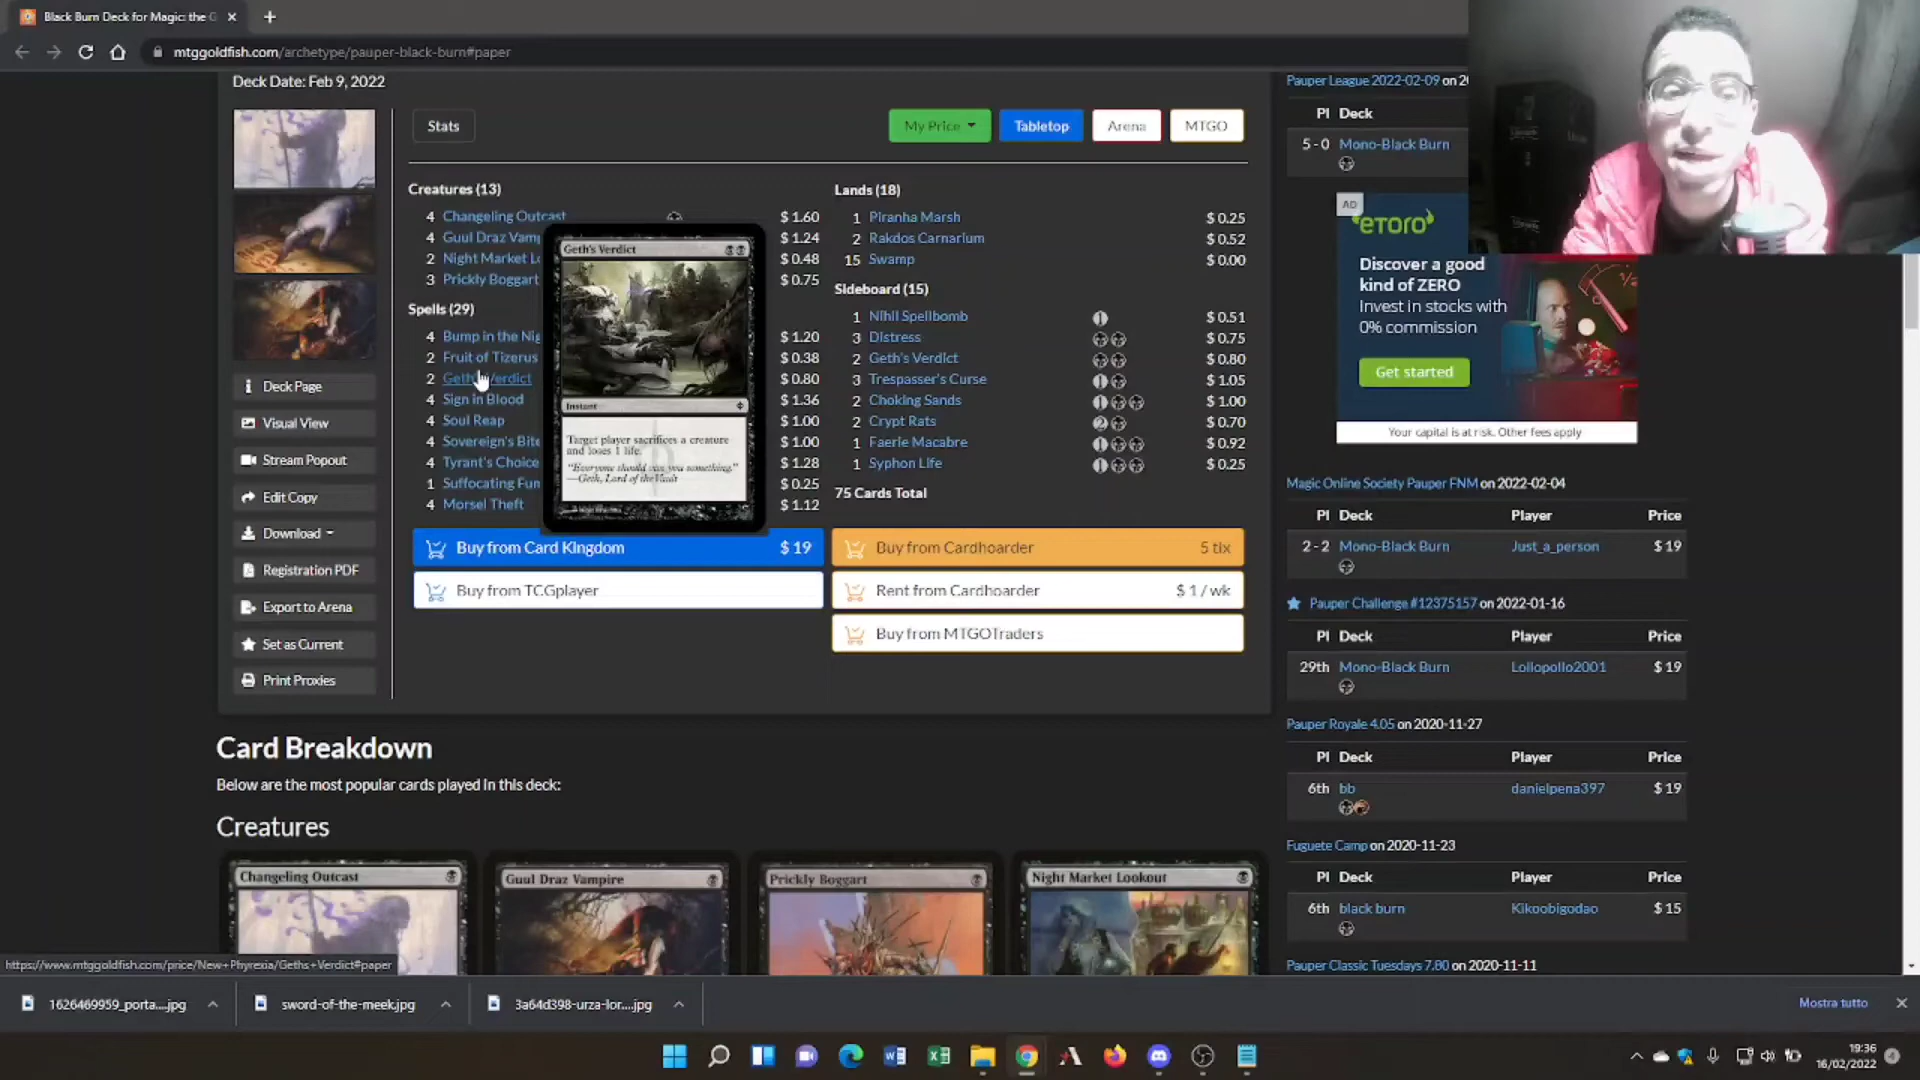 Black Burn Deck for Magic: the G
mtggoldfish.com/archetype/pauper-black-burn#paper
Deck Date: Feb 9, 2022
Stats
My Price
Tabletop
Arena
MTGO
Creatures (13)
4 Changeling Outcast $ 1.60
4 Guul Draz Vamp $ 1.24
2 Night Market Lo $ 0.48
3 Prickly Boggart $ 0.75
Spells (29)
4 Bump in the Nig $ 1.20
2 Fruit of Tizerus $ 0.38
2 Geth's Verdict $ 0.80
4 Sign in Blood $ 1.36
4 Soul Reap $ 1.00
4 Sovereign's Bite $ 1.00
4 Tyrant's Choice $ 1.28
1 Suffocating Fum $ 0.25
4 Morsel Theft $ 1.12
Geth's Verdict
Instant
Target player sacrifices a creature
and loses 1 life.
"Everyone should owe you something."
—Geth, Lord of the Vault
Lands (18)
1 Piranha Marsh $ 0.25
2 Rakdos Carnarium $ 0.52
15 Swamp $ 0.00
Sideboard (15)
1 Nihil Spellbomb 1 $ 0.51
3 Distress $ 0.75
2 Geth's Verdict $ 0.80
3 Trespasser's Curse 1 $ 1.05
2 Choking Sands 1 $ 1.00
2 Crypt Rats 2 $ 0.70
1 Faerie Macabre 1 $ 0.92
1 Syphon Life 1 $ 0.25
75 Cards Total
Buy from Card Kingdom $ 19
Buy from TCGplayer
Buy from Cardhoarder 5 tix
Rent from Cardhoarder $ 1 / wk
Buy from MTGOTraders
Deck Page
Visual View
Stream Popout
Edit Copy
Download
Registration PDF
Export to Arena
Set as Current
Print Proxies
Card Breakdown
Below are the most popular cards played in this deck:
Creatures
Changeling Outcast
Guul Draz Vampire
Prickly Boggart
Night Market Lookout
Pauper League 2022-02-09 on 20
Pl Deck
5 - 0 Mono-Black Burn
AD
eTORO
Discover a good
kind of ZERO
Invest in stocks with
0% commission
Get started
Your capital is at risk. Other fees apply
Magic Online Society Pauper FNM on 2022-02-04
Pl Deck Player Price
2 - 2 Mono-Black Burn Just_a_person $ 19
Pauper Challenge #12375157 on 2022-01-16
Pl Deck Player Price
29th Mono-Black Burn Lollopollo2001 $ 19
Pauper Royale 4.05 on 2020-11-27
Pl Deck Player Price
6th bb danielpena397 $ 19
Fuguete Camp on 2020-11-23
Pl Deck Player Price
6th black burn Kikoobigodao $ 15
Pauper Classic Tuesdays 7.80 on 2020-11-11
https://www.mtggoldfish.com/price/New+Phyrexia/Geths+Verdict#paper
1626469959_porta....jpg
sword-of-the-meek.jpg
3a64d398-urza-lor....jpg
Mostra tutto
19:36
16/02/2022
4